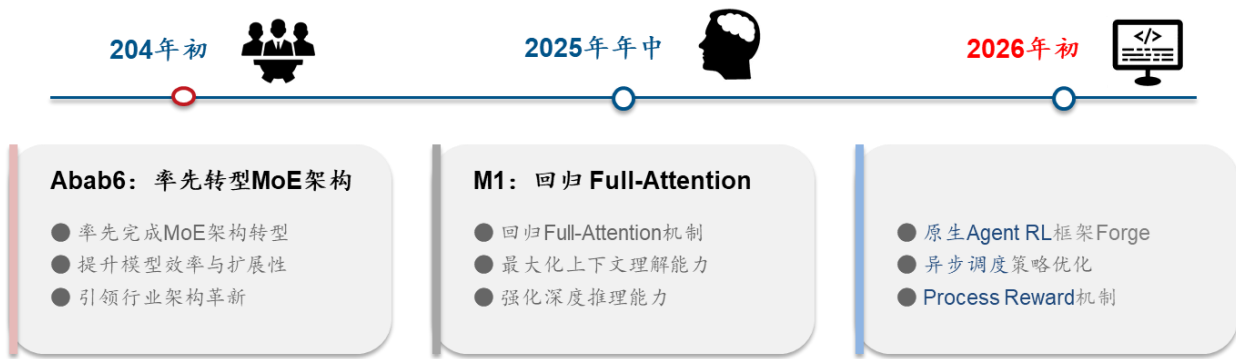 204年初
2025年年中
2026年初
</>
Abab6：率先转型MoE架构
率先完成MoE架构转型
提升模型效率与扩展性
引领行业架构革新
M1：回归 Full-Attention
回归Full-Attention机制
最大化上下文理解能力
强化深度推理能力
原生Agent RL框架Forge
异步调度策略优化
Process Reward机制